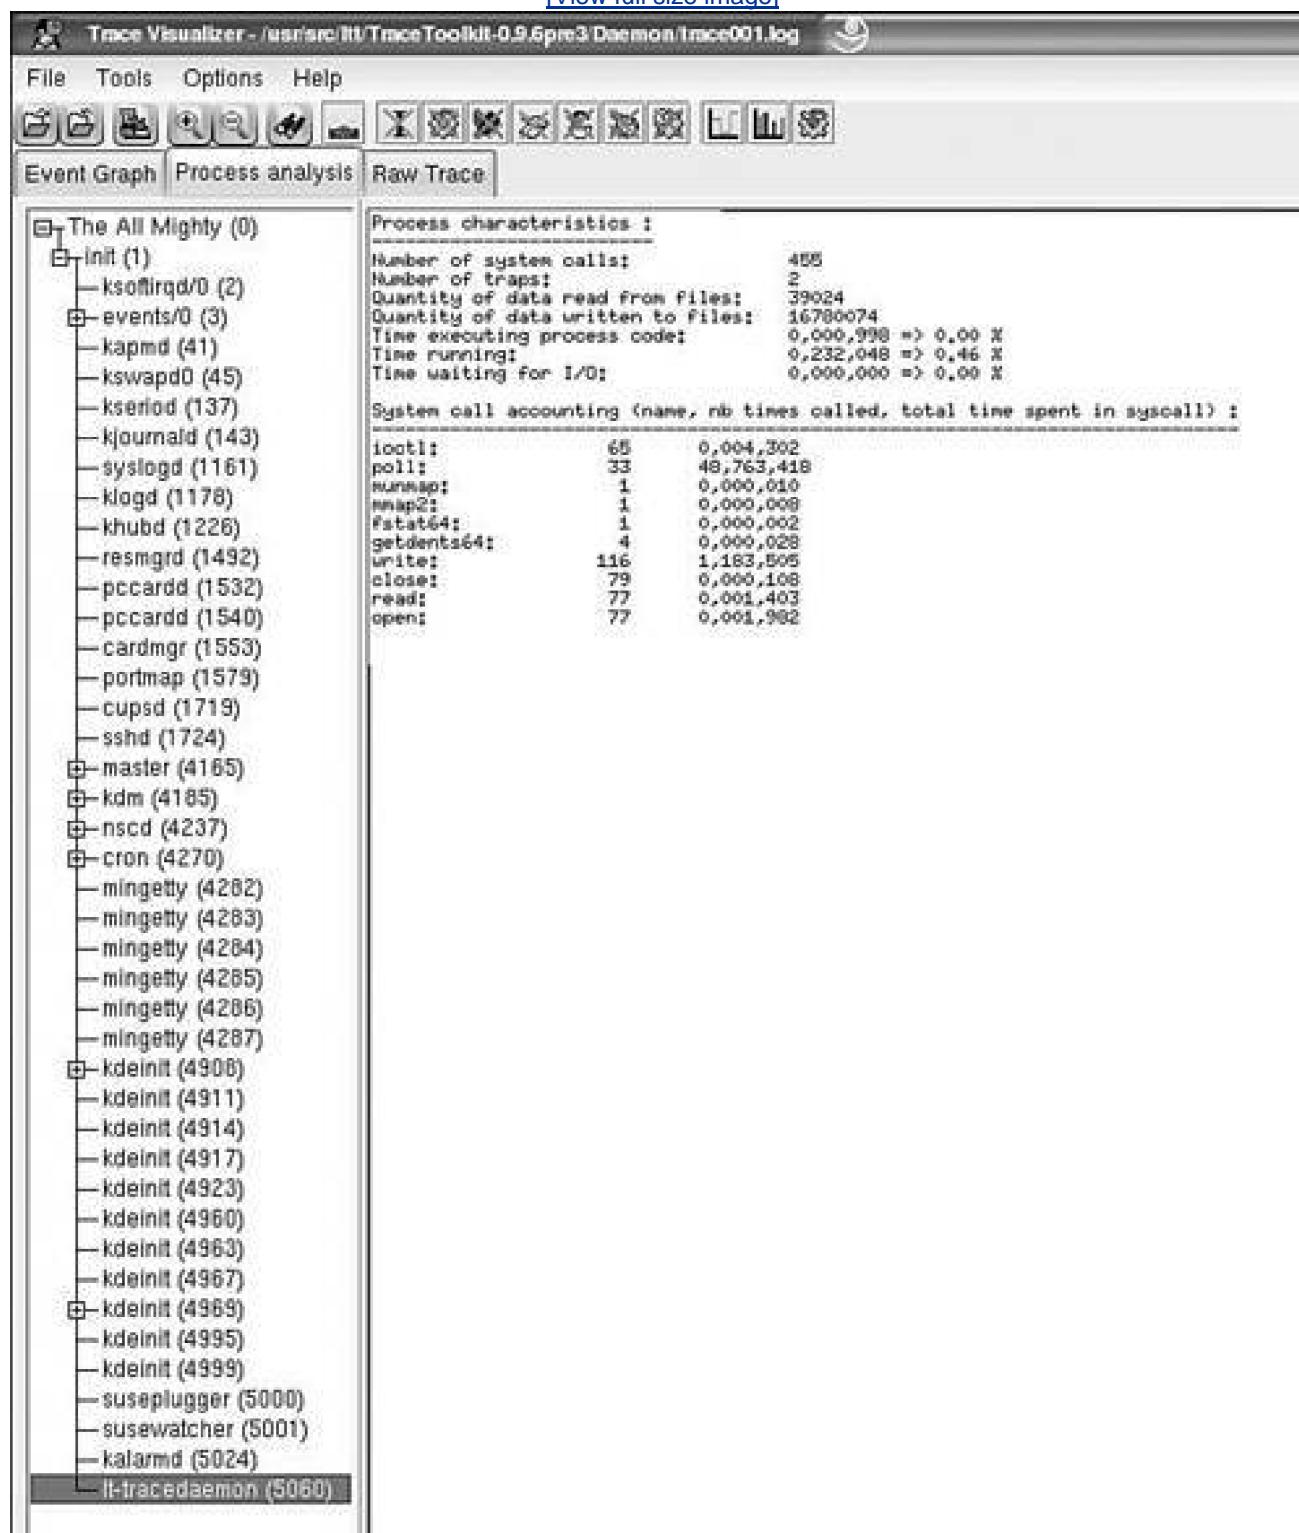 [View full size image]
Trace Visualizer - /usr/src/ltt/TraceToolkit-0.9.6pre3/Daemon/trace001.log
File Tools Options Help
Event Graph Process analysis Raw Trace
The All Mighty (0)
init (1)
ksoftirqd/0 (2)
events/0 (3)
kapmd (41)
kswapd0 (45)
kseriod (137)
kjournald (143)
syslogd (1161)
klogd (1178)
khubd (1226)
resmgrd (1492)
pccardd (1532)
pccardd (1540)
cardmgr (1553)
portmap (1579)
cupsd (1719)
sshd (1724)
master (4165)
kdm (4185)
nscd (4237)
cron (4270)
mingetty (4282)
mingetty (4283)
mingetty (4284)
mingetty (4285)
mingetty (4286)
mingetty (4287)
kdeinit (4908)
kdeinit (4911)
kdeinit (4914)
kdeinit (4917)
kdeinit (4923)
kdeinit (4960)
kdeinit (4963)
kdeinit (4967)
kdeinit (4969)
kdeinit (4995)
kdeinit (4999)
suseplugger (5000)
susewatcher (5001)
kalarmd (5024)
lt-tracedaemon (5060)
Process characteristics :
Number of system calls: 455
Number of traps: 2
Quantity of data read from files: 39024
Quantity of data written to files: 16780074
Time executing process code: 0,000,998 => 0.00 %
Time running: 0,232,048 => 0.46 %
Time waiting for I/O: 0,000,000 => 0.00 %
System call accounting (name, nb times called, total time spent in syscall) :
ioctl: 65 0,004,302
poll: 33 48,763,418
munmap: 1 0,000,010
mmap2: 1 0,000,008
fstat64: 1 0,000,002
getdents64: 4 0,000,028
write: 116 1,183,505
close: 79 0,000,108
read: 77 0,001,403
open: 77 0,001,982